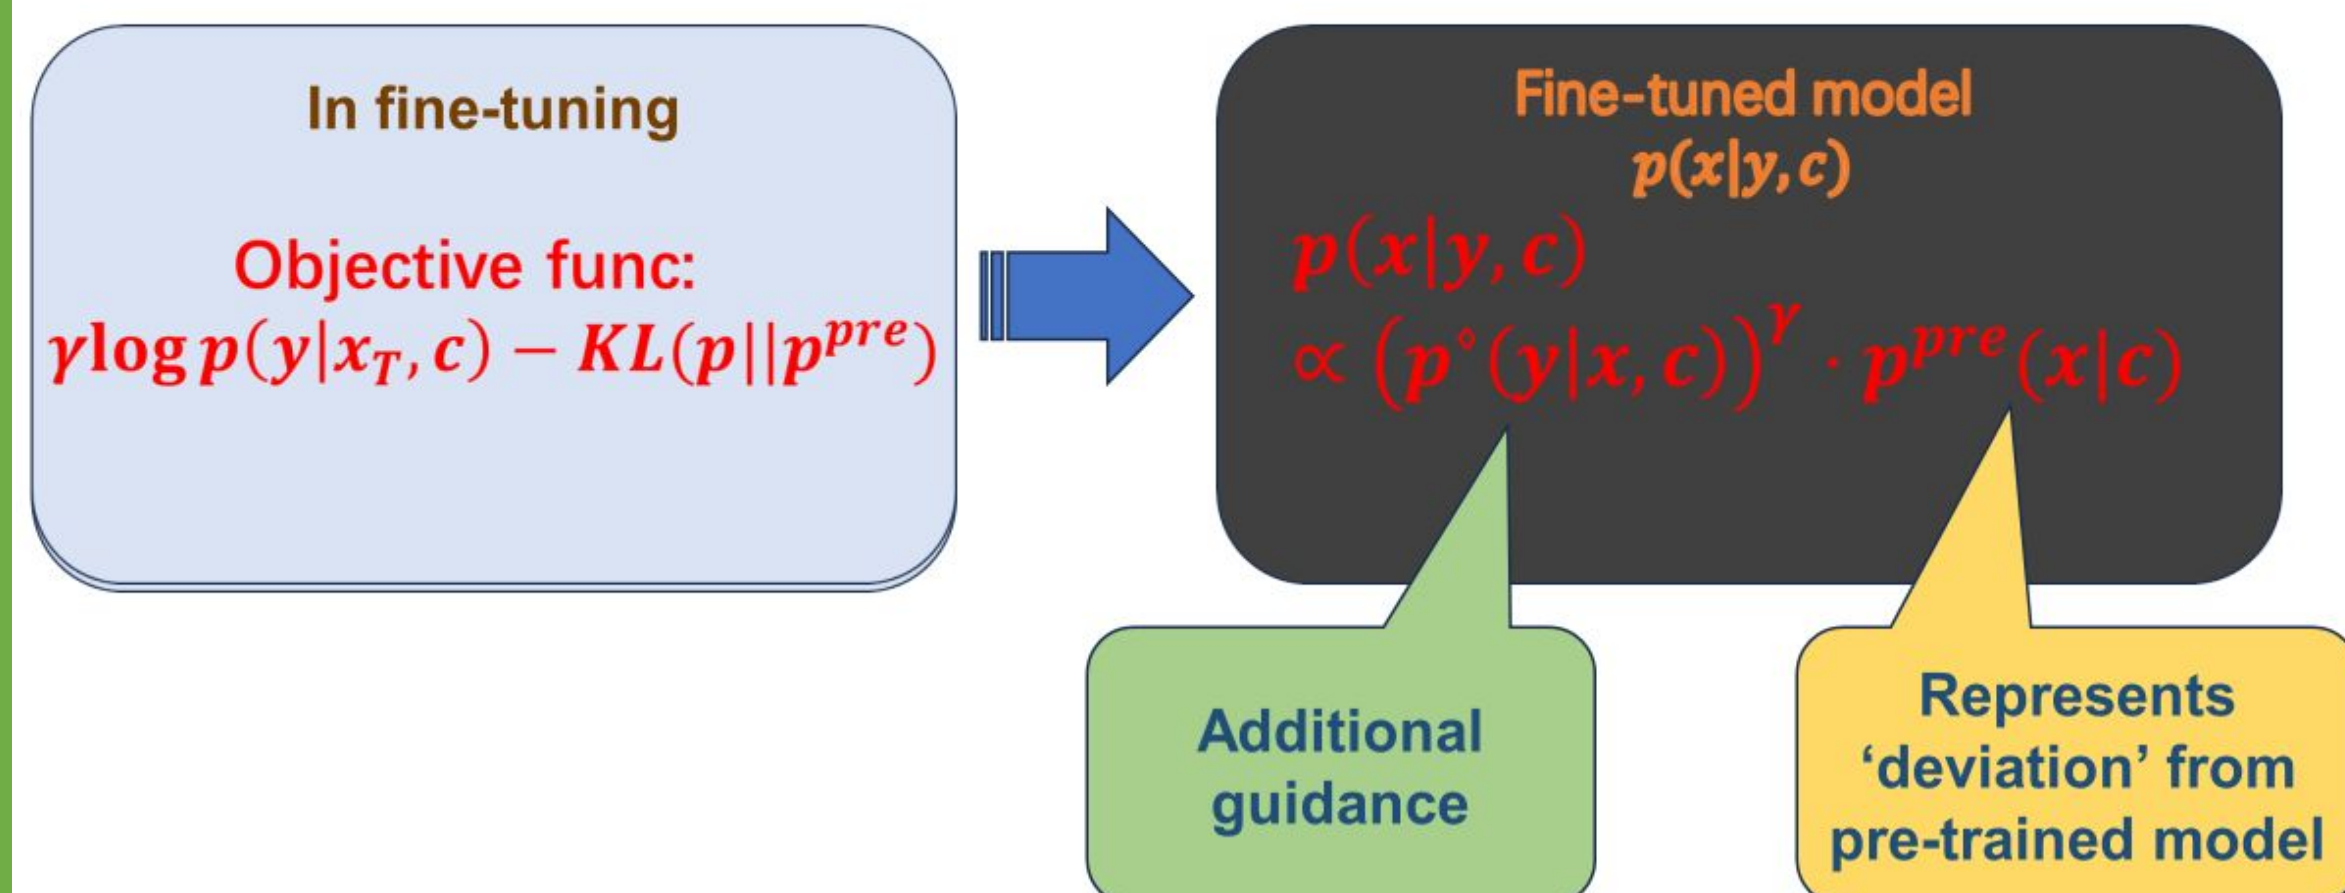 In fine-tuning
Objective func:
γlog p(y|x_T, c) − KL(p||p^{pre})
Fine-tuned model
p(x|y, c)
p(x|y, c)
∝ (p^∘(y|x, c))^γ · p^{pre}(x|c)
Additional
guidance
Represents
‘deviation’ from
pre-trained model